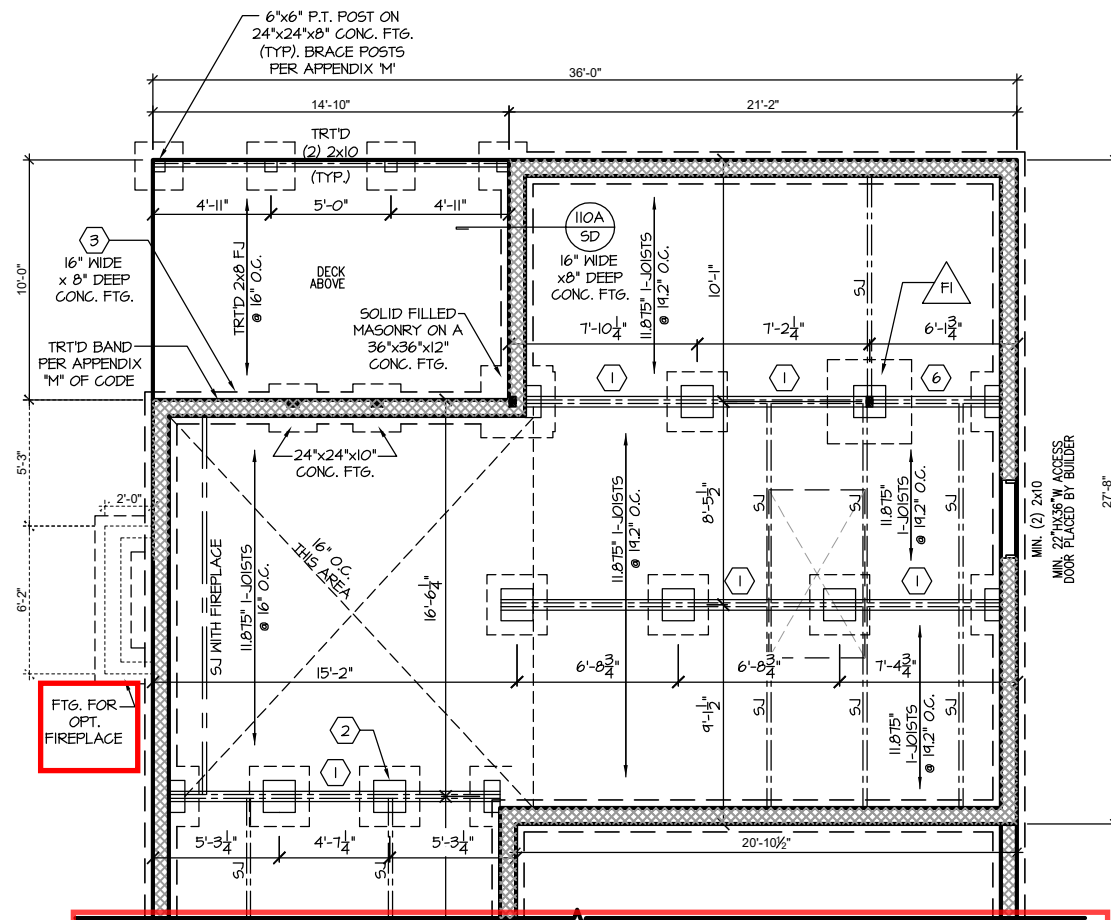 6"x6" P.T. POST ON
24"x24"x8" CONC. FTG.
(TYP). BRACE POSTS
PER APPENDIX 'M'
36'-0"
14'-10"
21'-2"
TRT'D
(2) 2x10
(TYP.)
4'-11"
5'-0"
4'-11"
3
16" WIDE
x 8" DEEP
CONC. FTG.
10'-0"
TRT'D 2x8 FJ
@ 16" O.C.
DECK
ABOVE
110A
SD
16" WIDE
x8" DEEP
CONC. FTG.
11.875" I-JOISTS
@ 19.2" O.C.
10'-1"
SJ
F1
SOLID FILLED
MASONRY ON A
36"x36"x12"
CONC. FTG.
7'-10 1/4"
7'-2 1/4"
6'-1 3/4"
TRT'D BAND
PER APPENDIX
"M" OF CODE
1
1
6
24"x24"x10"
CONC. FTG.
5'-3"
2'-0"
6'-2"
SJ WITH FIREPLACE
11.875" I-JOISTS
@ 16" O.C.
16" O.C.
THIS AREA
16'-6 1/4"
11.875" I-JOISTS
@ 19.2" O.C.
8'-5 1/2"
SJ
SJ
11.875"
I-JOISTS
@ 19.2" O.C.
SJ
MIN. (2) 2x10
MIN. 22"HX36"W ACCESS
DOOR PLACED BY BUILDER
27'-8"
1
1
15'-2"
6'-8 3/4"
6'-8 3/4"
7'-4 3/4"
FTG. FOR
OPT.
FIREPLACE
9'-1 1/2"
SJ
SJ
SJ
11.875"
I-JOISTS
@ 19.2" O.C.
2
1
5'-3 1/4"
4'-7 1/4"
5'-3 1/4"
20'-10½"
SJ
SJ